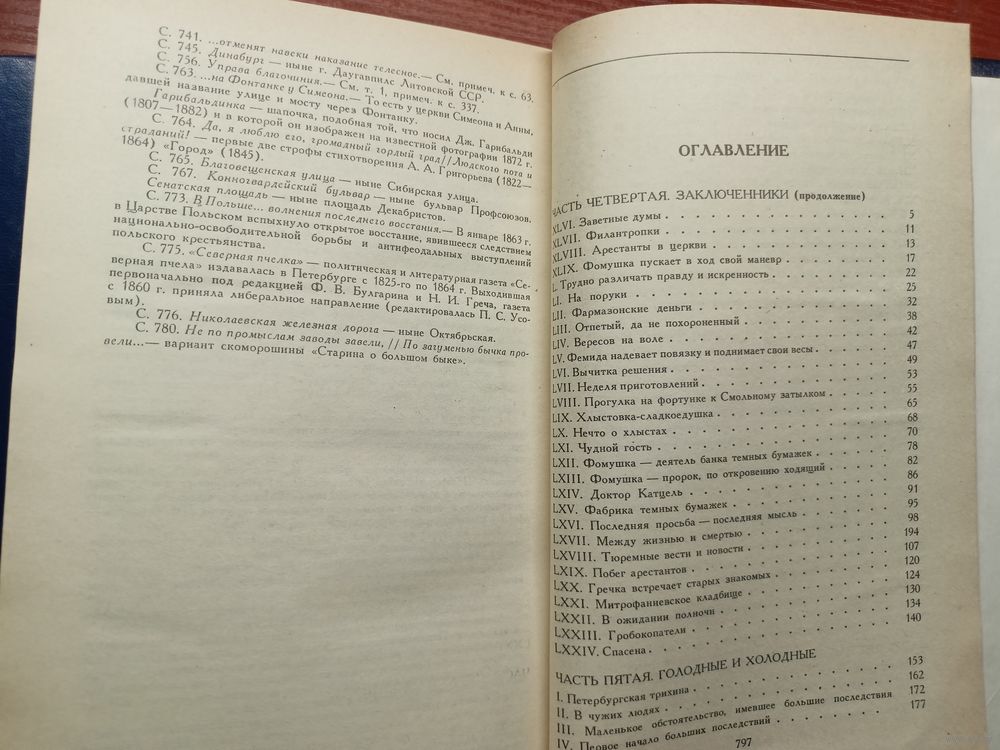 С. 741. ...отменят навски наказание телесное.— См. примеч. к с. 63.
С. 745. Динабург — ныне г. Даугавпилс Литовской ССР.
С. 756. Управа благочиния.— См. т. 1, примеч. к с. 337.
С. 763. ...на Фонтанке у Симеона.— То есть у церкви Симеона и Анны,
давшей название улице и мосту через Фонтанку.
Гарибальдинка — шапочка, подобная той, что носил Дж. Гарибальди
(1807—1882) и в которой он изображен на известной фотографии 1872 г.
С. 764. Да, я люблю его, громадный гордый град//Людского пота и
страданий! — первые две строфы стихотворения А. А. Григорьева (1822—
1864) «Город» (1845).
С. 765. Благовещенская улица — ныне Сибирская улица.
С. 767. Конногвардейский бульвар — ныне бульвар Профсоюзов.
Сенатская площадь — ныне площадь Декабристов.
С. 773. В Польше... волнения последнего восстания.— В январе 1863 г.
в Царстве Польском вспыхнуло открытое восстание, явившееся следствием
национально-освободительной борьбы и антифеодальных выступлений
польского крестьянства.
С. 775. «Северная пчелка» — политическая и литературная газета «Се-
верная пчела» издавалась в Петербурге с 1825-го по 1864 г. Выходившая
первоначально под редакцией Ф. В. Булгарина и Н. И. Греча, газета
с 1860 г. приняла либеральное направление (редактировалась П. С. Усо-
вым).
С. 776. Николаевская железная дорога — ныне Октябрьская.
С. 780. Не по промыслам заводы завели, // По загуменью бычка про-
вели...— вариант скоморошины «Старина о большом быке».
ОГЛАВЛЕНИЕ
ЧАСТЬ ЧЕТВЕРТАЯ. ЗАКЛЮЧЕННИКИ (продолжение)
XLVI. Заветные думы . . . . . 5
XLVII. Филантропки . . . . . 11
XLVIII. Арестанты в церкви . . . . . 13
XLIX. Фомушка пускает в ход свой маневр . . . . . 17
L. Трудно различать правду и искренность . . . . . 22
LI. На поруки . . . . . 25
LII. Фармазонские деньги . . . . . 32
LIII. Отпетый, да не похороненный . . . . . 38
LIV. Вересов на воле . . . . . 42
LV. Фемида надевает повязку и поднимает свои весы . . . . . 47
LVI. Вычитка решения . . . . . 49
LVII. Неделя приготовлений . . . . . 53
LVIII. Прогулка на фортунке к Смольному затылком . . . . . 55
LIX. Хлыстовка-сладкоедушка . . . . . 65
LX. Нечто о хлыстах . . . . . 68
LXI. Чудной гость . . . . . 70
LXII. Фомушка — деятель банка темных бумажек . . . . . 78
LXIII. Фомушка — пророк, по откровению ходящий . . . . . 82
LXIV. Доктор Катцель . . . . . 86
LXV. Фабрика темных бумажек . . . . . 91
LXVI. Последняя просьба — последняя мысль . . . . . 95
LXVII. Между жизнью и смертью . . . . . 98
LXVIII. Тюремные вести и новости . . . . . 194
LXIX. Побег арестантов . . . . . 107
LXX. Гречка встречает старых знакомых . . . . . 120
LXXI. Митрофаниевское кладбище . . . . . 124
LXXII. В ожидании полночи . . . . . 130
LXXIII. Гробокопатели . . . . . 134
LXXIV. Спасена . . . . . 140
ЧАСТЬ ПЯТАЯ. ГОЛОДНЫЕ И ХОЛОДНЫЕ
I. Петербургская трихина . . . . . 153
II. В чужих людях . . . . . 162
III. Маленькое обстоятельство, имевшее большие последствия 172
IV. Первое начало больших последствий . . . . . 177
797